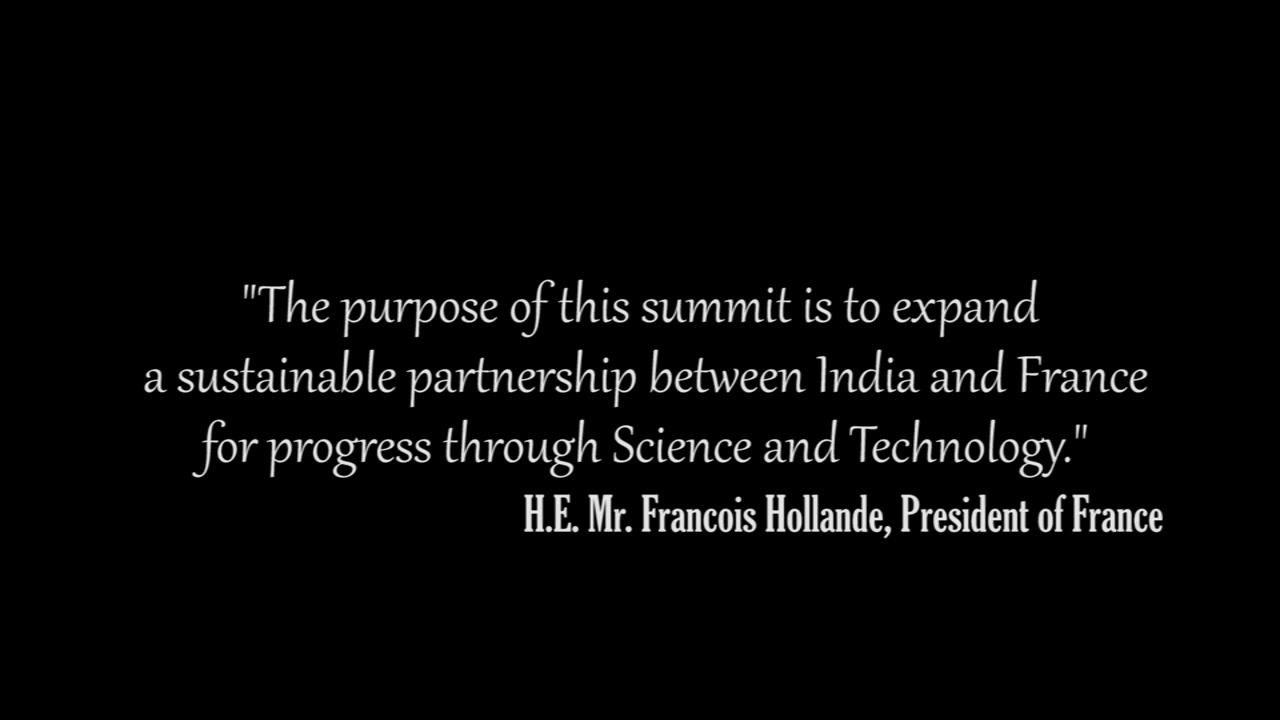 "The purpose of this summit is to expand
a sustainable partnership between India and France
for progress through Science and Technology."
H.E. Mr. Francois Hollande, President of France